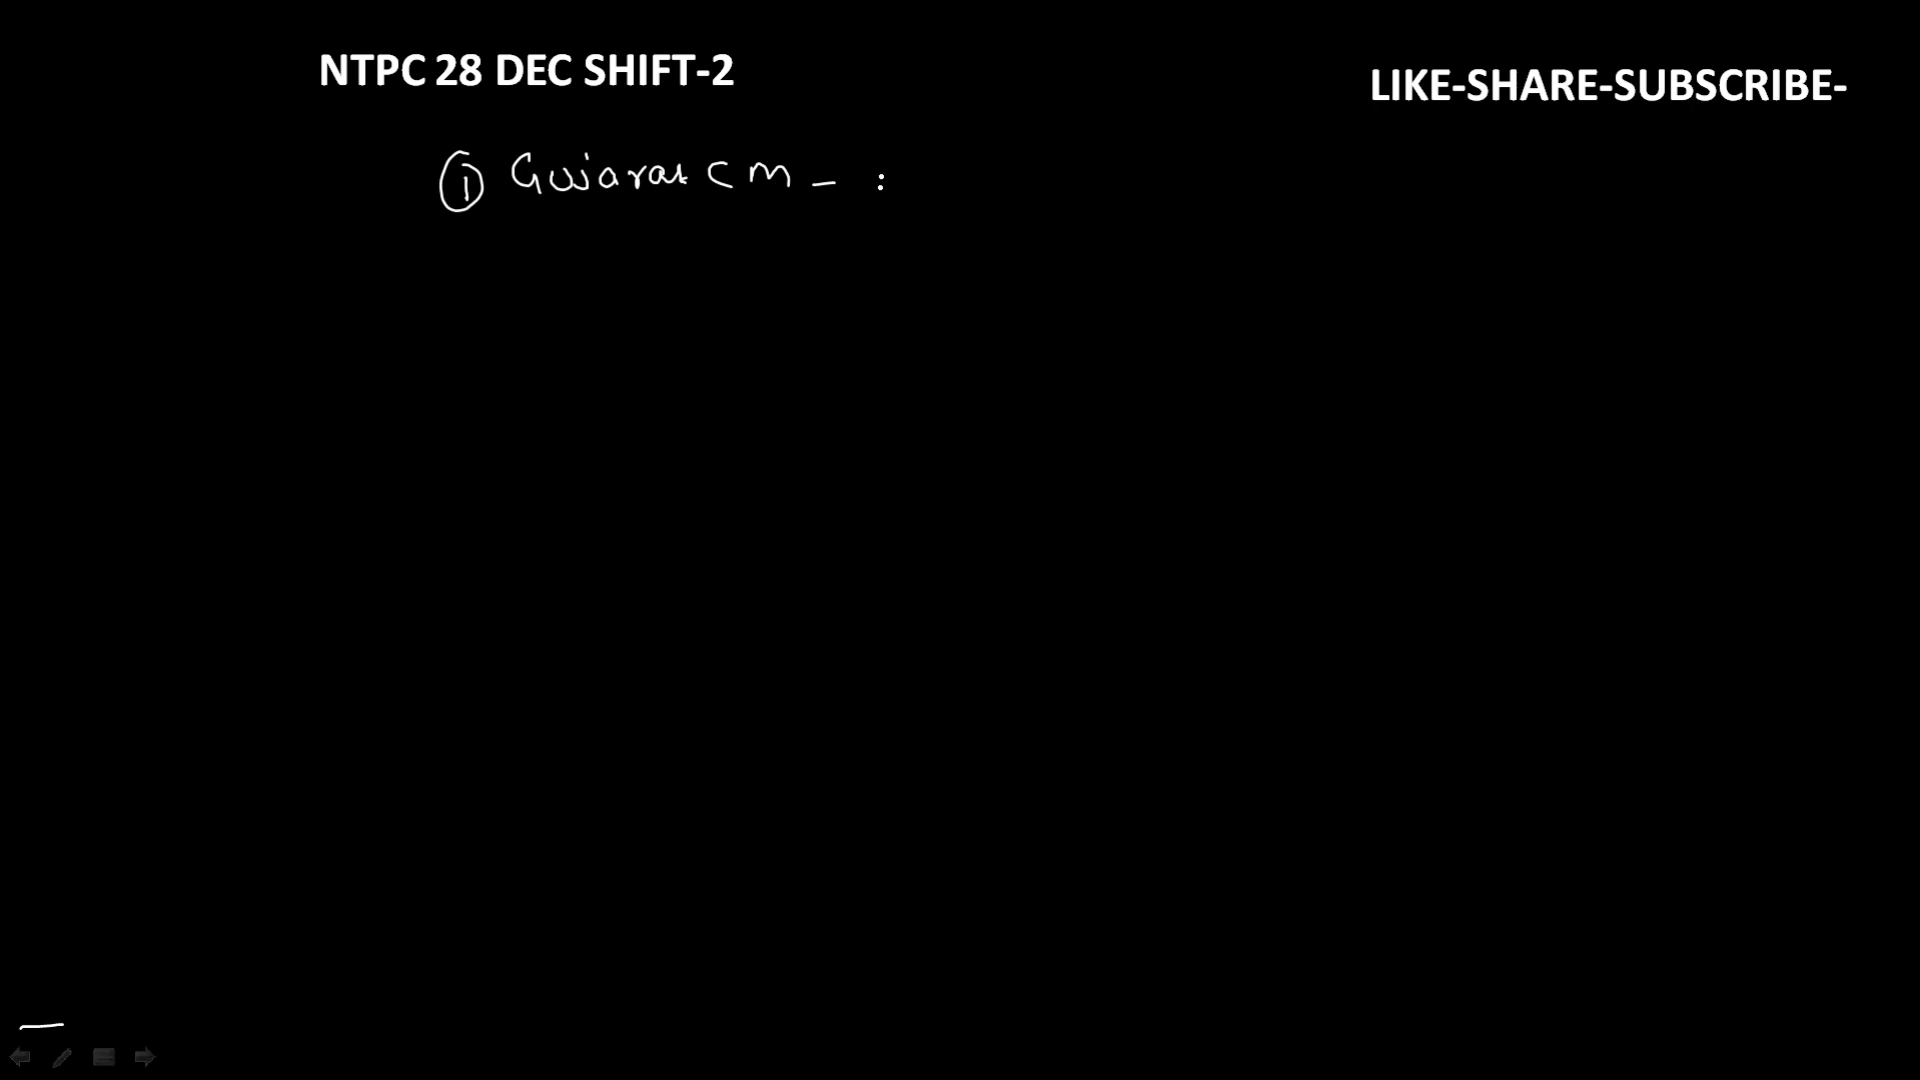 NTPC 28 DEC SHIFT-2
LIKE-SHARE-SUBSCRIBE-
① Gujarat CM -